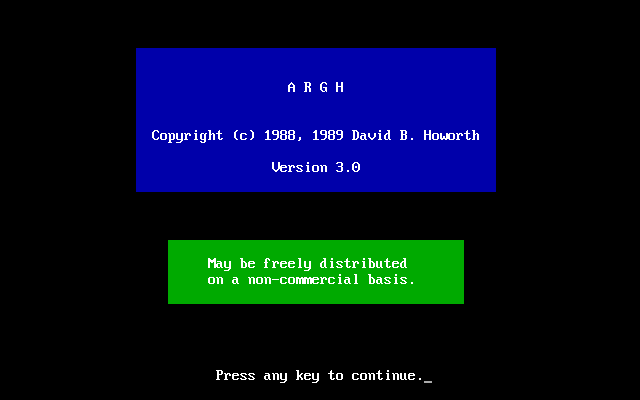 A R G H
Copyright (c) 1988, 1989 David B. Howorth
Version 3.0
May be freely distributed
on a non-commercial basis.
Press any key to continue._